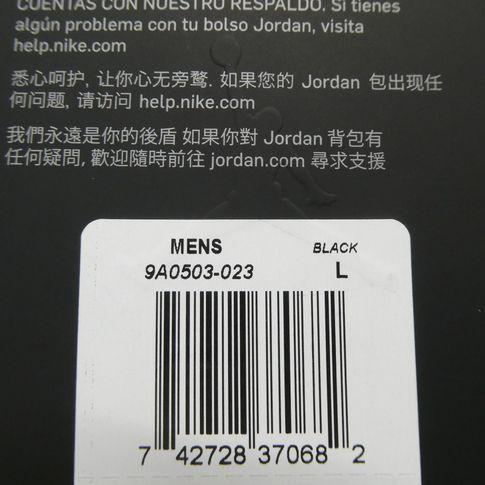 CUENTAS CON NUESTRO RESPALDO. Si tienes
algún problema con tu bolso Jordan, visita
help.nike.com
悉心呵护, 让你心无旁骛. 如果您的 Jordan 包出现任
何问题, 请访问 help.nike.com
我們永遠是你的後盾 如果你對 Jordan 背包有
任何疑問, 歡迎隨時前往 jordan.com 尋求支援
MENS BLACK
9A0503-023 L
7 42728 37068 2